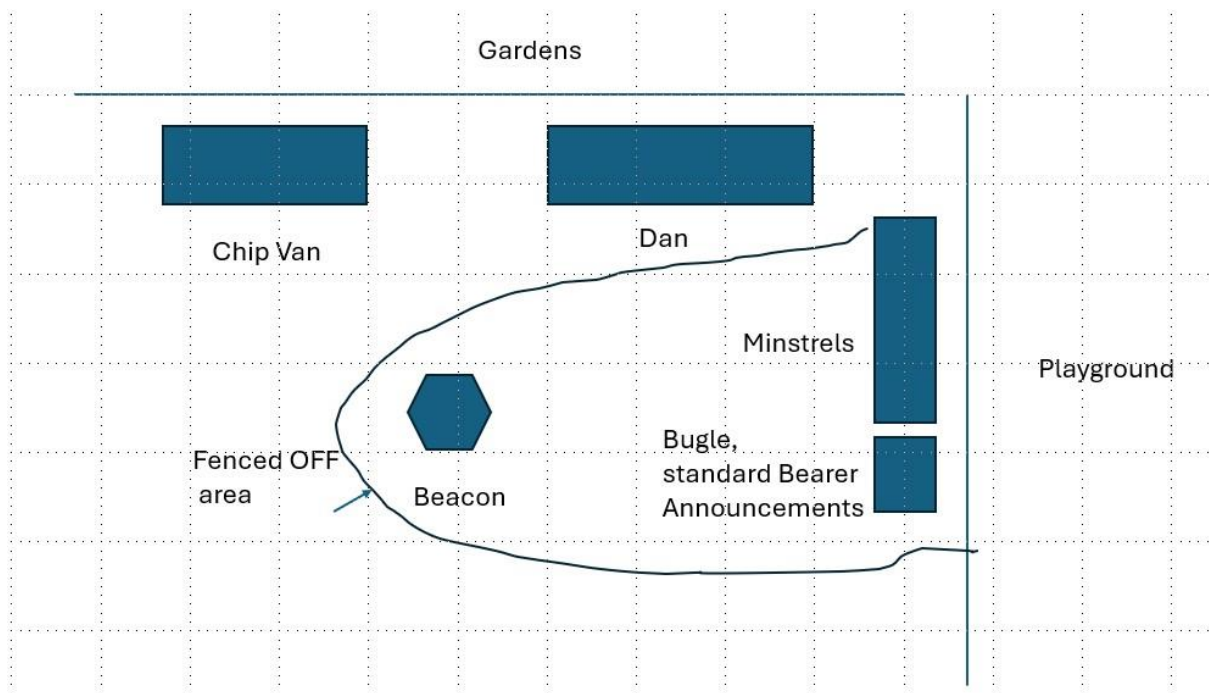 Gardens
Dan
Chip Van
Minstrels
Playground
Bugle,
standard Bearer
Announcements
Fenced OFF
area
Beacon